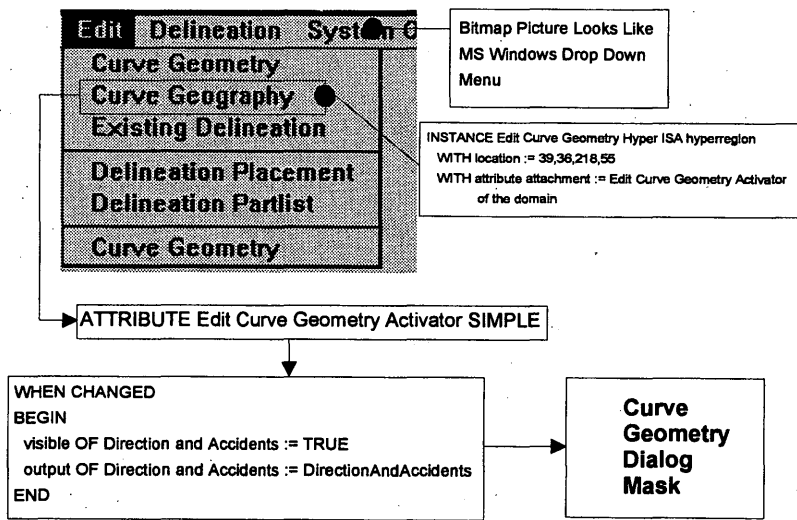 Edit Delineation System C
Curve Geometry
Curve Geography
Existing Delineation
Delineation Placement
Delineation Partlist
Curve Geometry
Bitmap Picture Looks Like
MS Windows Drop Down
Menu
INSTANCE Edit Curve Geometry Hyper ISA hyperregion
WITH location := 39,36,218,55
WITH attribute attachment := Edit Curve Geometry Activator
of the domain
ATTRIBUTE Edit Curve Geometry Activator SIMPLE
WHEN CHANGED
BEGIN
visible OF Direction and Accidents := TRUE
output OF Direction and Accidents := DirectionAndAccidents
END
Curve
Geometry
Dialog
Mask